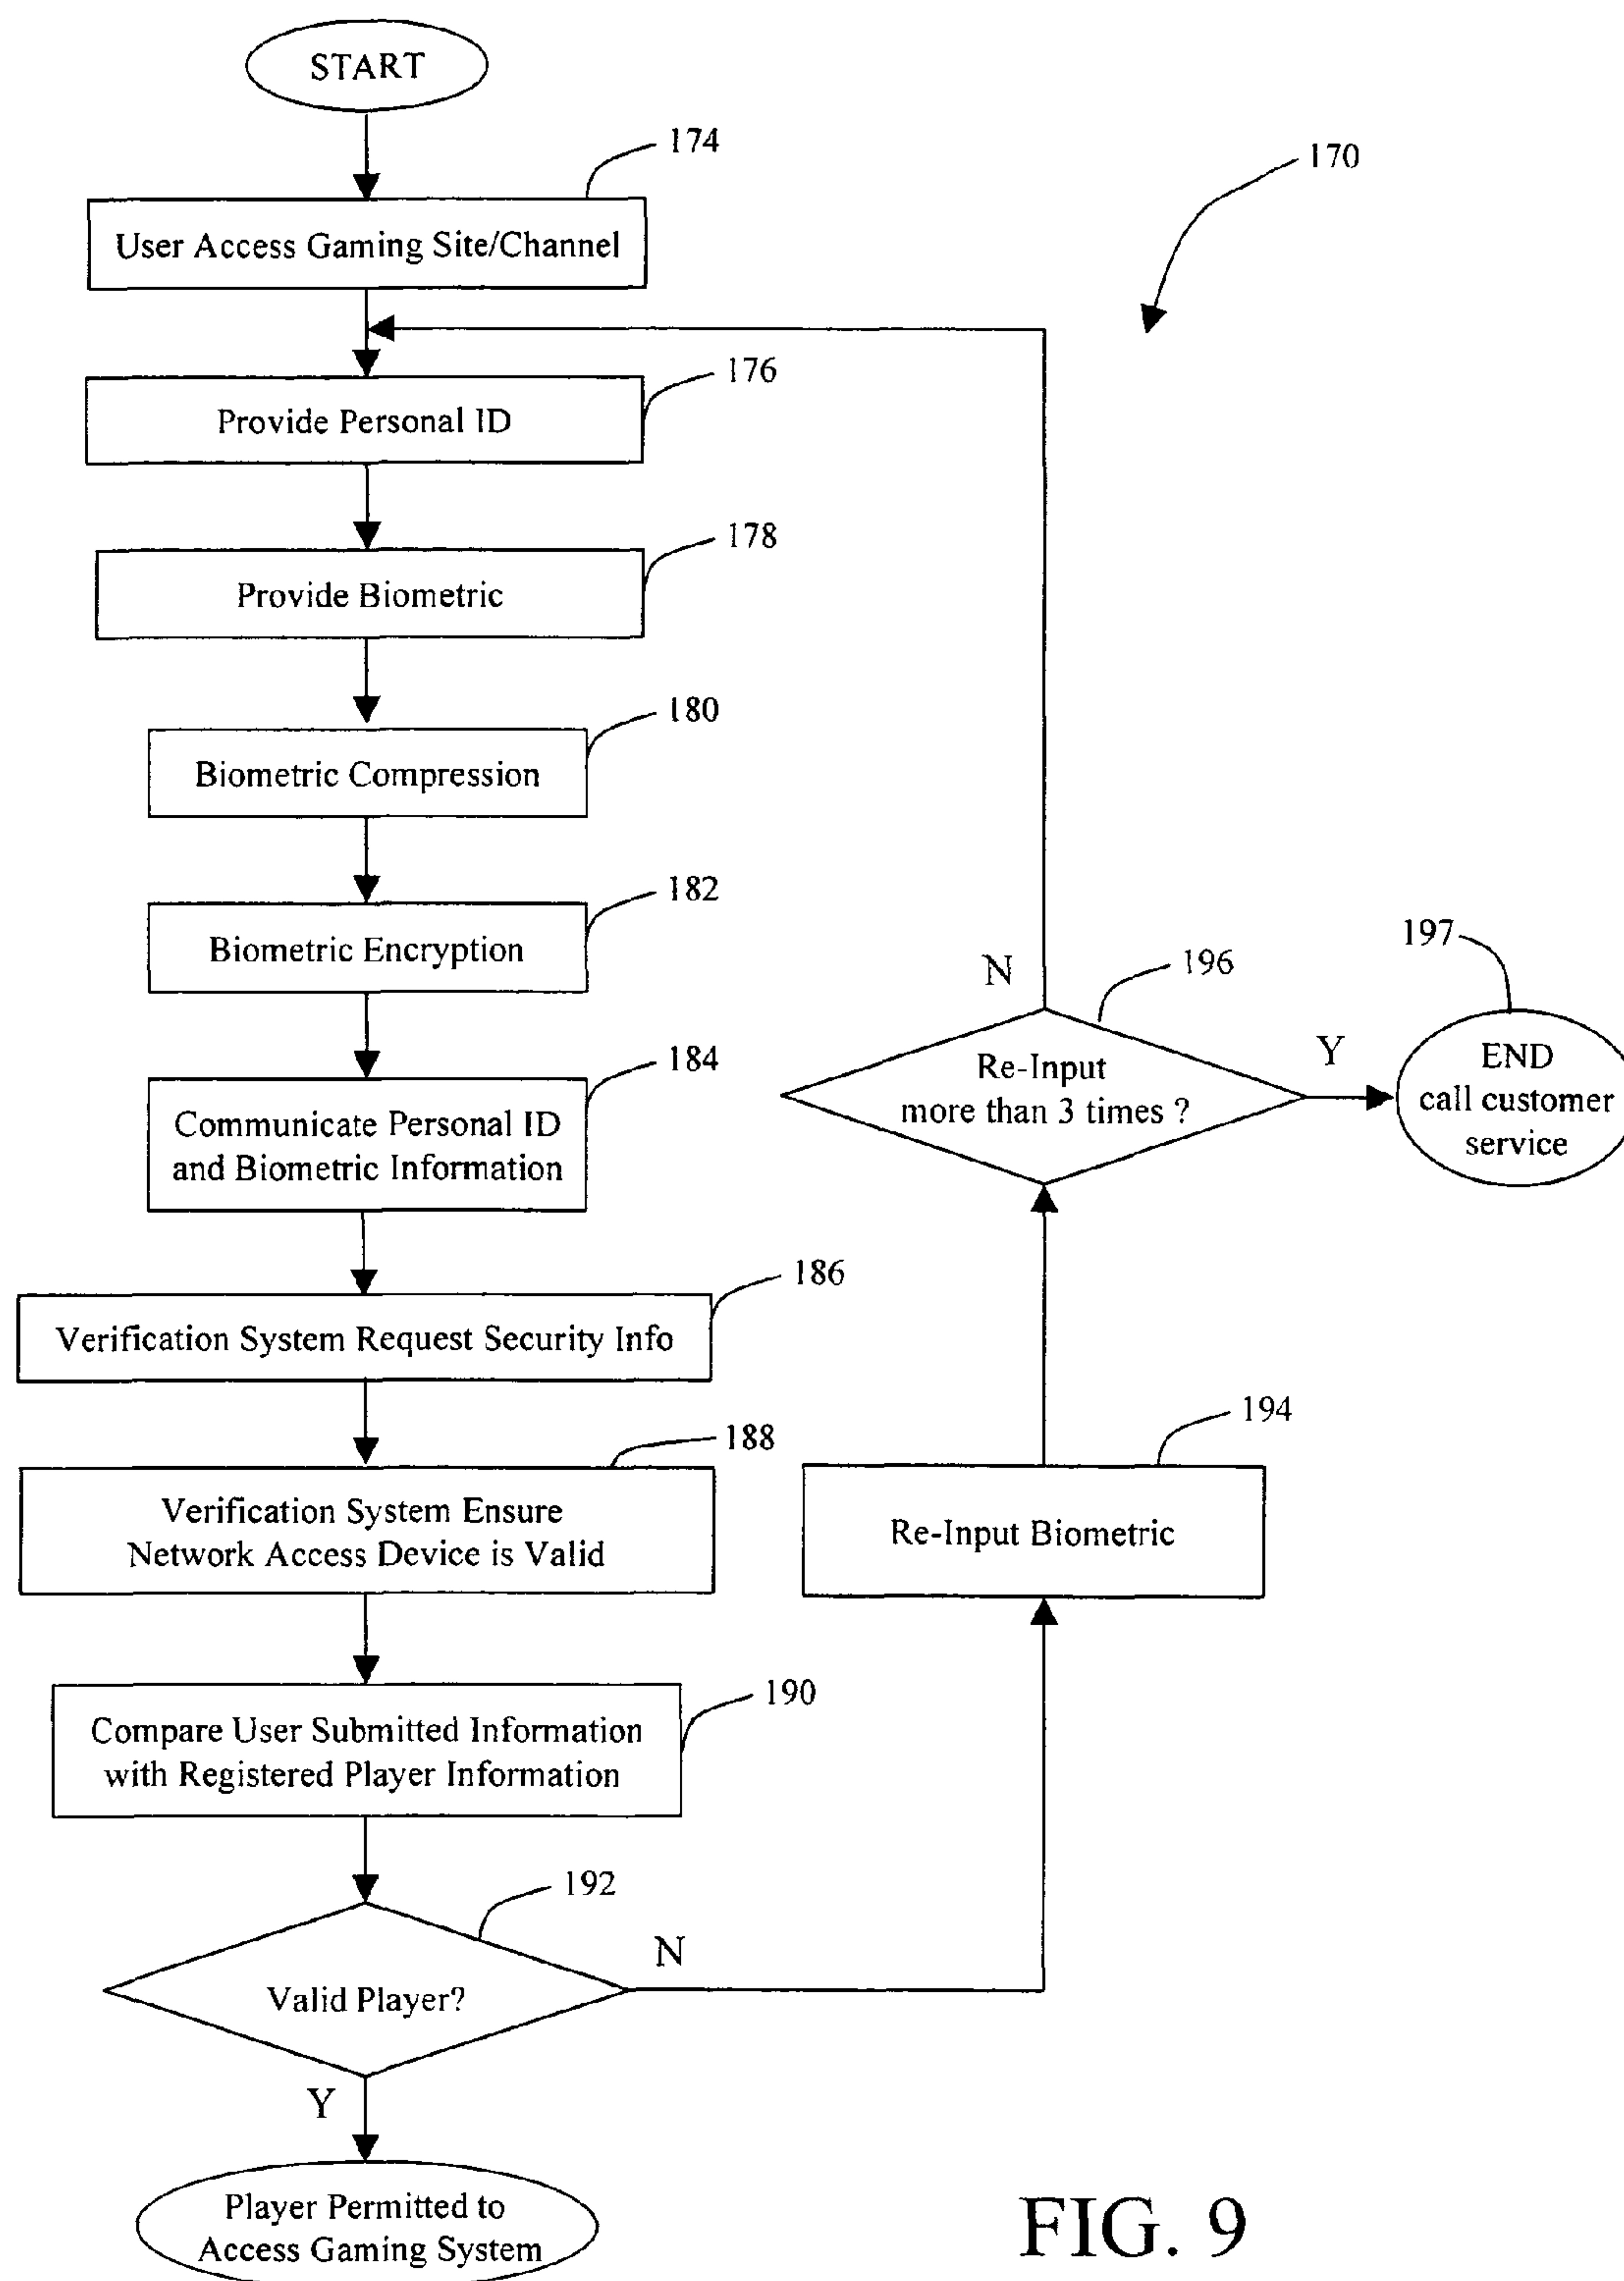 START
174
170
User Access Gaming Site/Channel
176
Provide Personal ID
178
Provide Biometric
180
Biometric Compression
182
Biometric Encryption
184
Communicate Personal ID
and Biometric Information
186
Verification System Request Security Info
188
Verification System Ensure
Network Access Device is Valid
190
Compare User Submitted Information
with Registered Player Information
192
Valid Player?
N
Y
Player Permitted to
Access Gaming System
194
Re-Input Biometric
196
N
Re-Input
more than 3 times ?
Y
197
END
call customer
service
FIG. 9